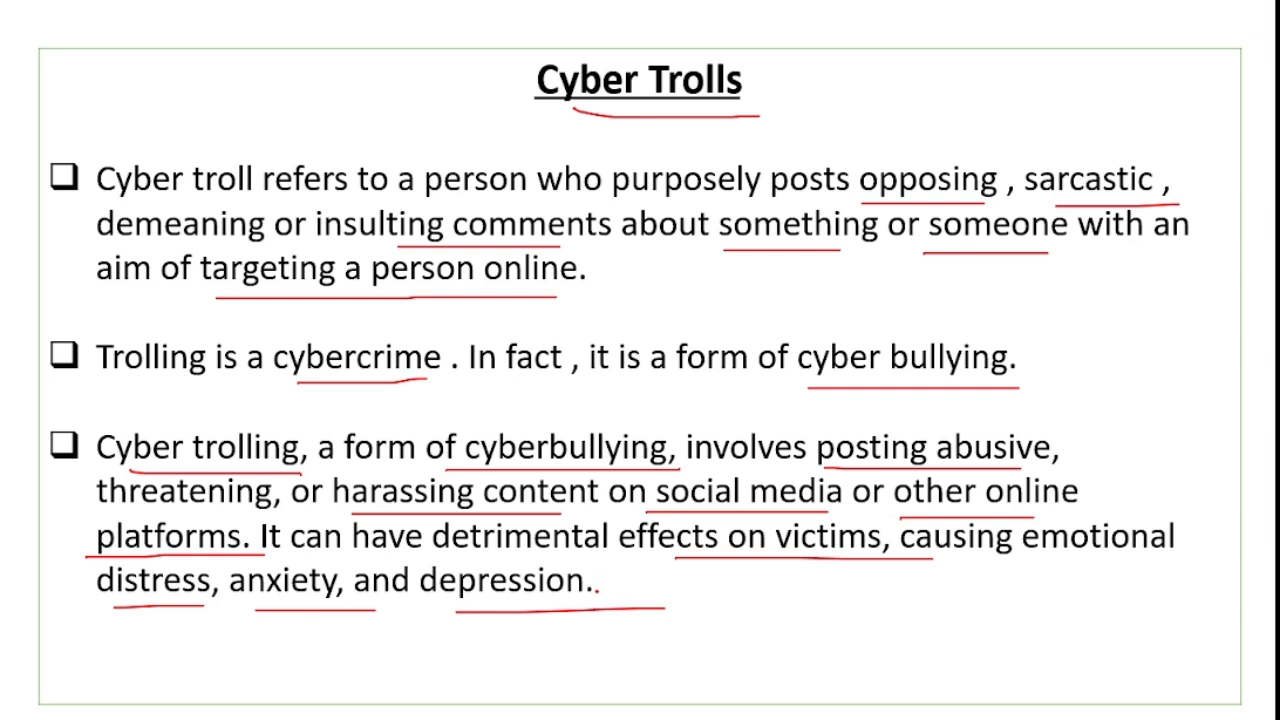 Cyber Trolls
❑ Cyber troll refers to a person who purposely posts opposing , sarcastic ,
demeaning or insulting comments about something or someone with an
aim of targeting a person online.
❑ Trolling is a cybercrime . In fact , it is a form of cyber bullying.
❑ Cyber trolling, a form of cyberbullying, involves posting abusive,
threatening, or harassing content on social media or other online
platforms. It can have detrimental effects on victims, causing emotional
distress, anxiety, and depression..